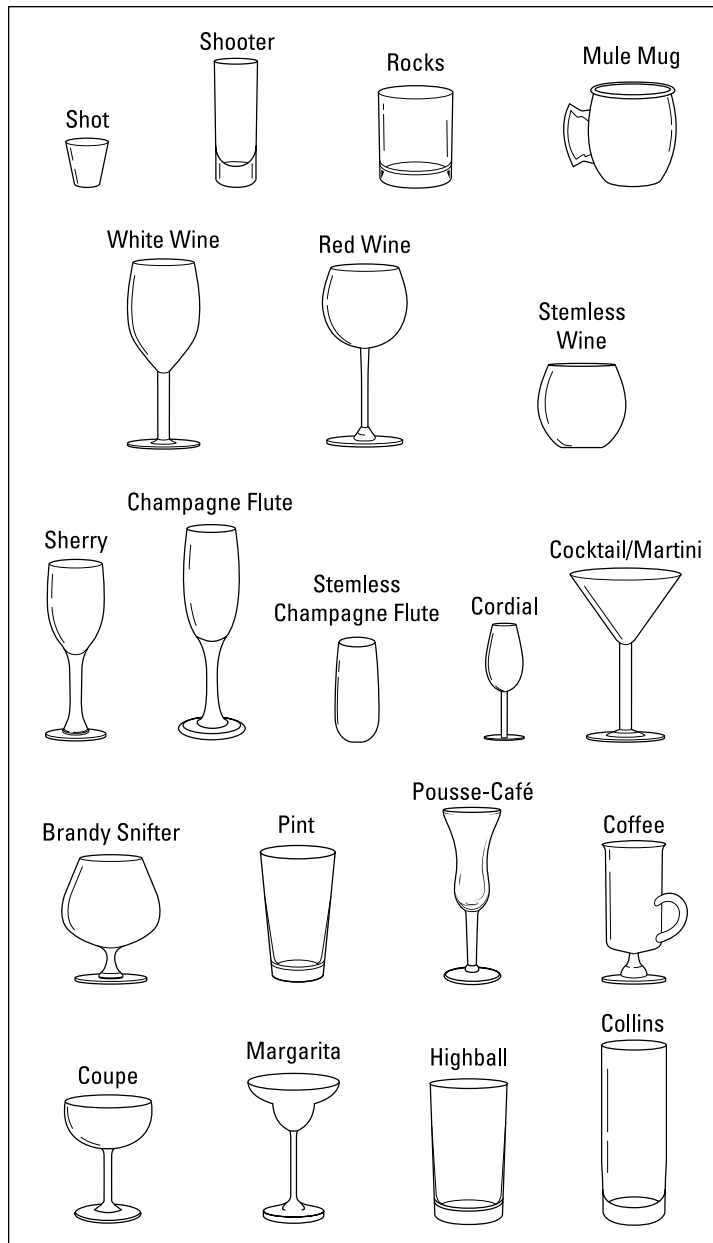 Shot
Shooter
Rocks
Mule Mug
White Wine
Red Wine
Stemless
Wine
Sherry
Champagne Flute
Stemless
Champagne Flute
Cordial
Cocktail/Martini
Brandy Snifter
Pint
Pousse-Café
Coffee
Coupe
Margarita
Highball
Collins